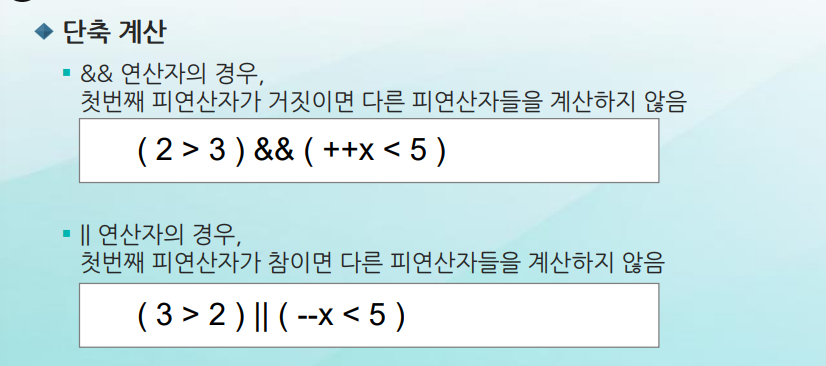 단축 계산
&& 연산자의 경우,
첫번째 피연산자가 거짓이면 다른 피연산자들을 계산하지 않음
( 2 > 3 ) && ( ++x < 5 )
|| 연산자의 경우,
첫번째 피연산자가 참이면 다른 피연산자들을 계산하지 않음
( 3 > 2 ) || ( --x < 5 )